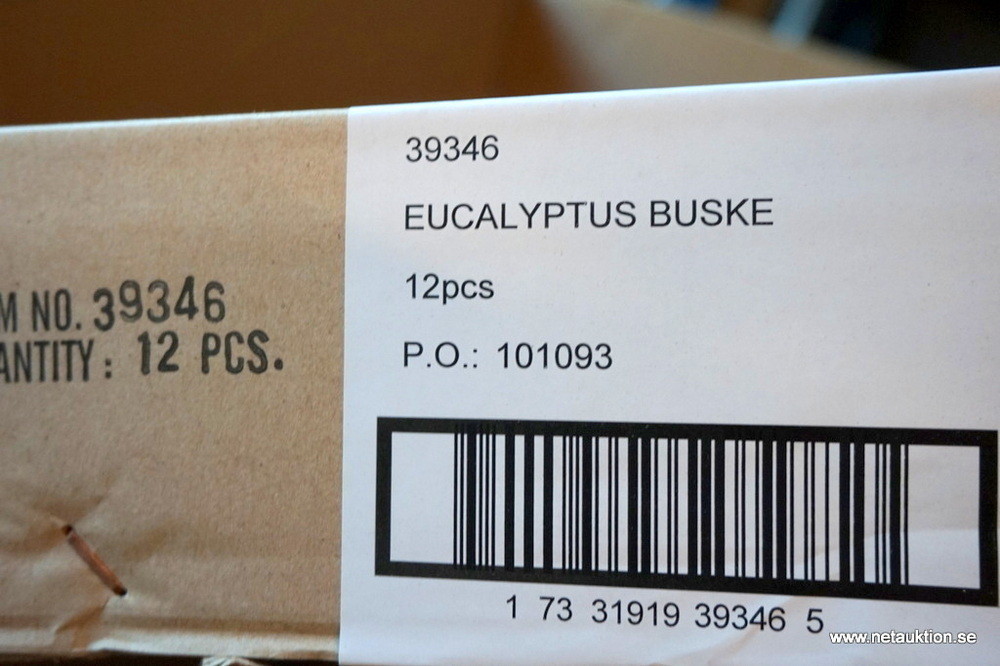 M NO. 39346
ANTITY : 12 PCS.
39346
EUCALYPTUS BUSKE
12pcs
P.O.: 101093
1 73 31919 39346 5
www.netauktion.se